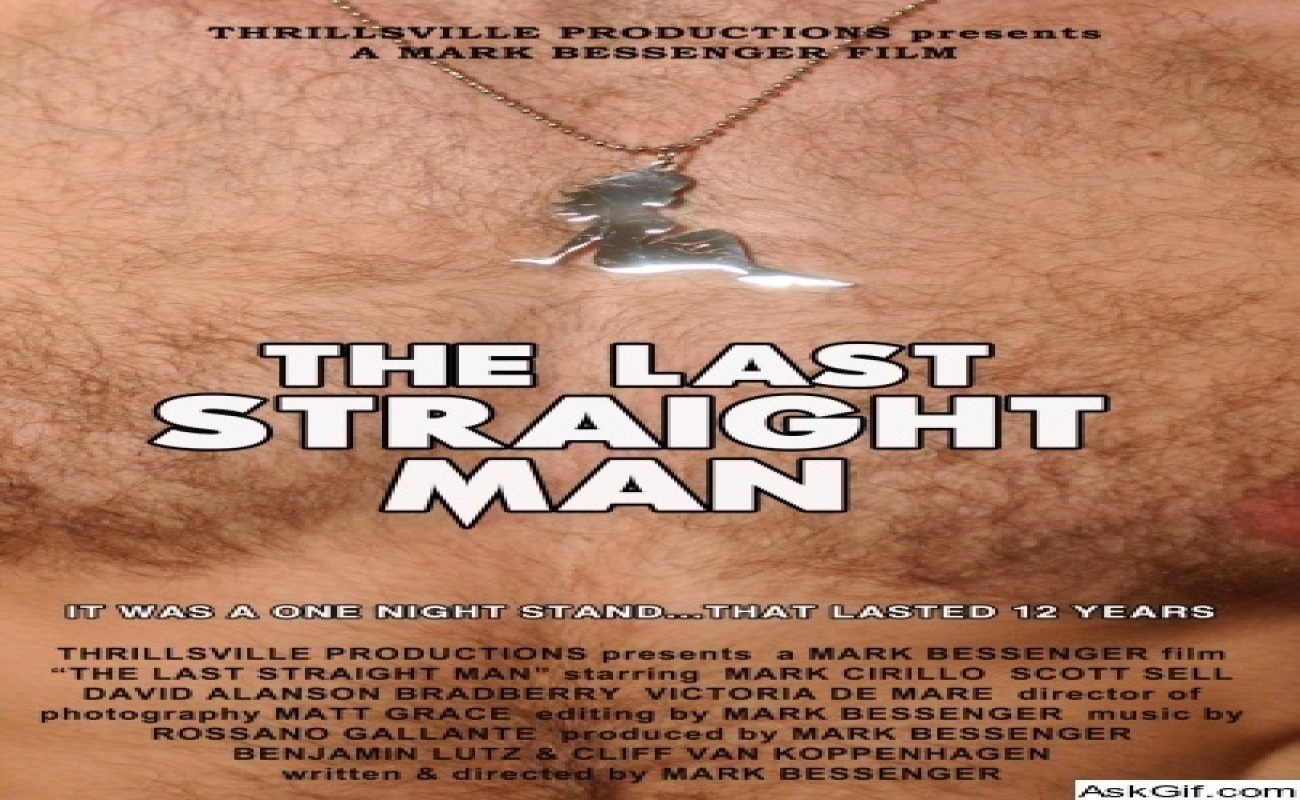 THRILLSVILLE PRODUCTIONS presents
A MARK BESSENGER FILM
THE LAST
STRAIGHT
MAN
IT WAS A ONE NIGHT STAND...THAT LASTED 12 YEARS
THRILLSVILLE PRODUCTIONS presents a MARK BESSENGER film
“THE LAST STRAIGHT MAN” starring MARK CIRILLO SCOTT SELL
DAVID ALANSON BRADBERRY VICTORIA DE MARE director of
photography MATT GRACE editing by MARK BESSENGER music by
ROSSANO GALLANTE produced by MARK BESSENGER
BENJAMIN LUTZ & CLIFF VAN KOPPENHAGEN
written & directed by MARK BESSENGER
AskGif.com